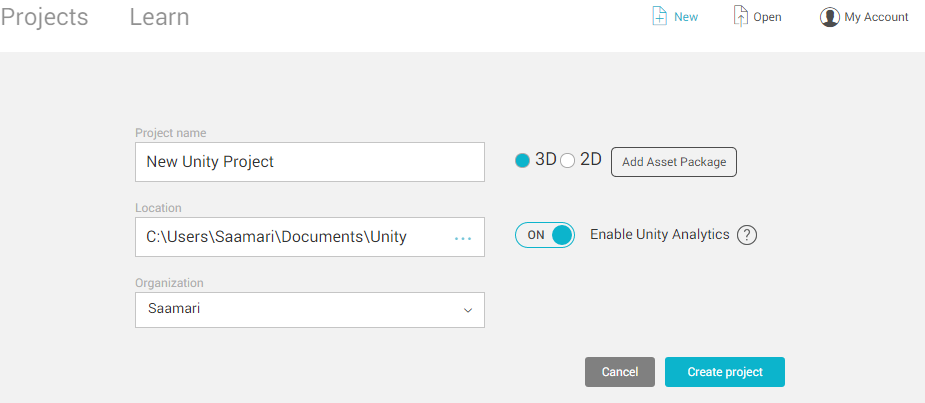 Projects Learn New Open My Account
Project name
New Unity Project
3D 2D Add Asset Package
Location
C:\Users\Saamari\Documents\Unity ...
ON Enable Unity Analytics ?
Organization
Saamari
Cancel Create project